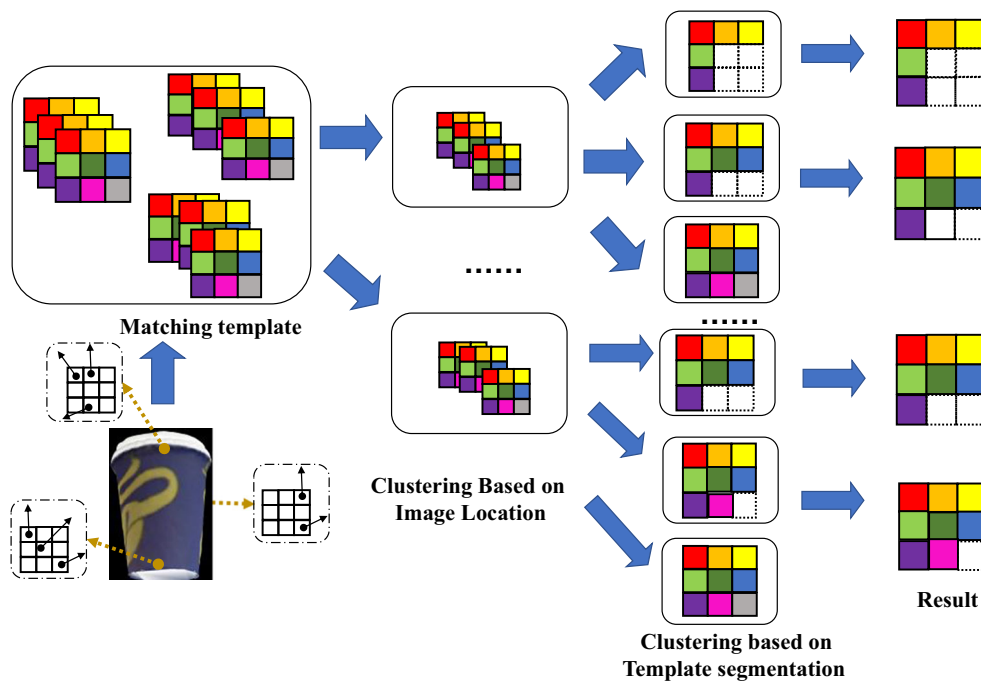 ......
Matching template
......
Clustering Based on
Image Location
Clustering based on
Template segmentation
Result